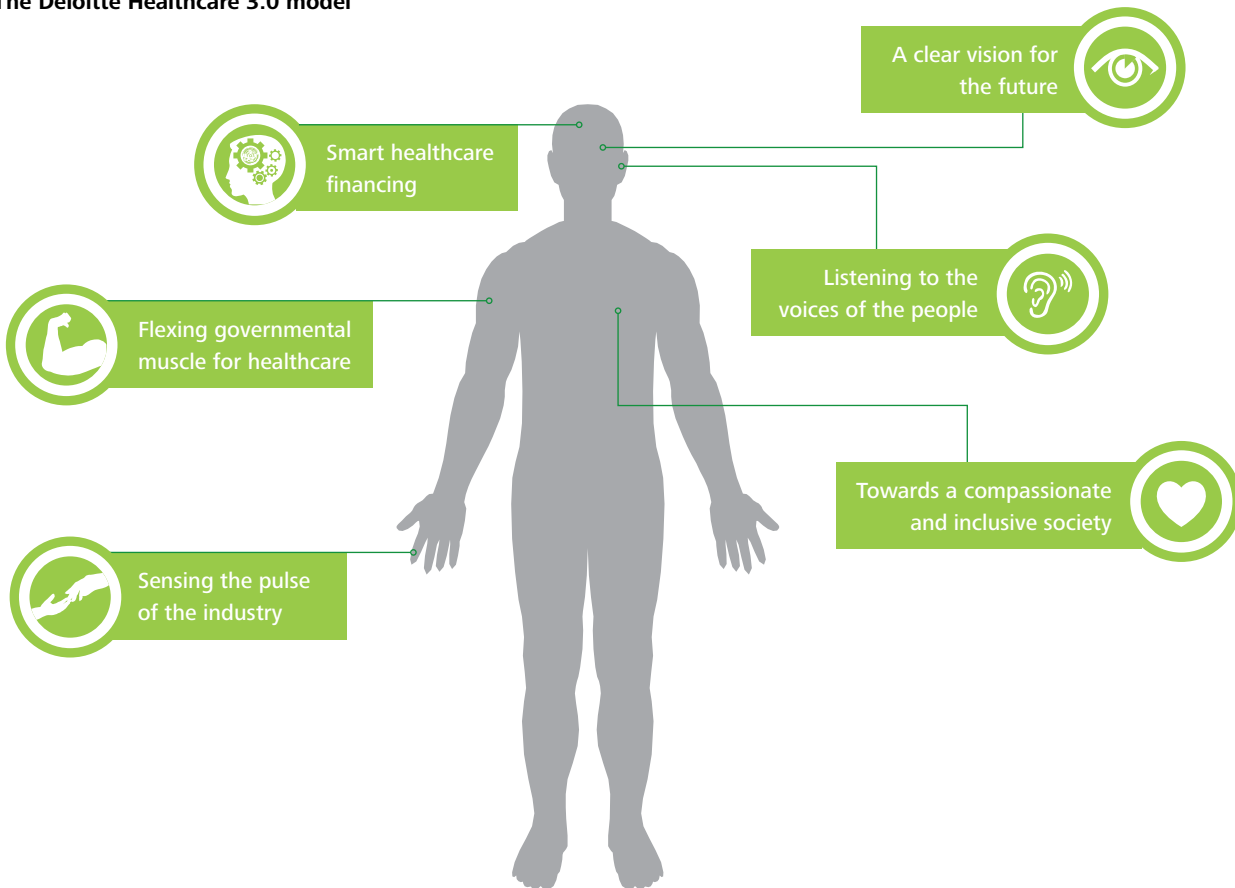 The Deloitte Healthcare 3.0 model
A clear vision for
the future
Smart healthcare
financing
Listening to the
voices of the people
Flexing governmental
muscle for healthcare
Towards a compassionate
and inclusive society
Sensing the pulse
of the industry